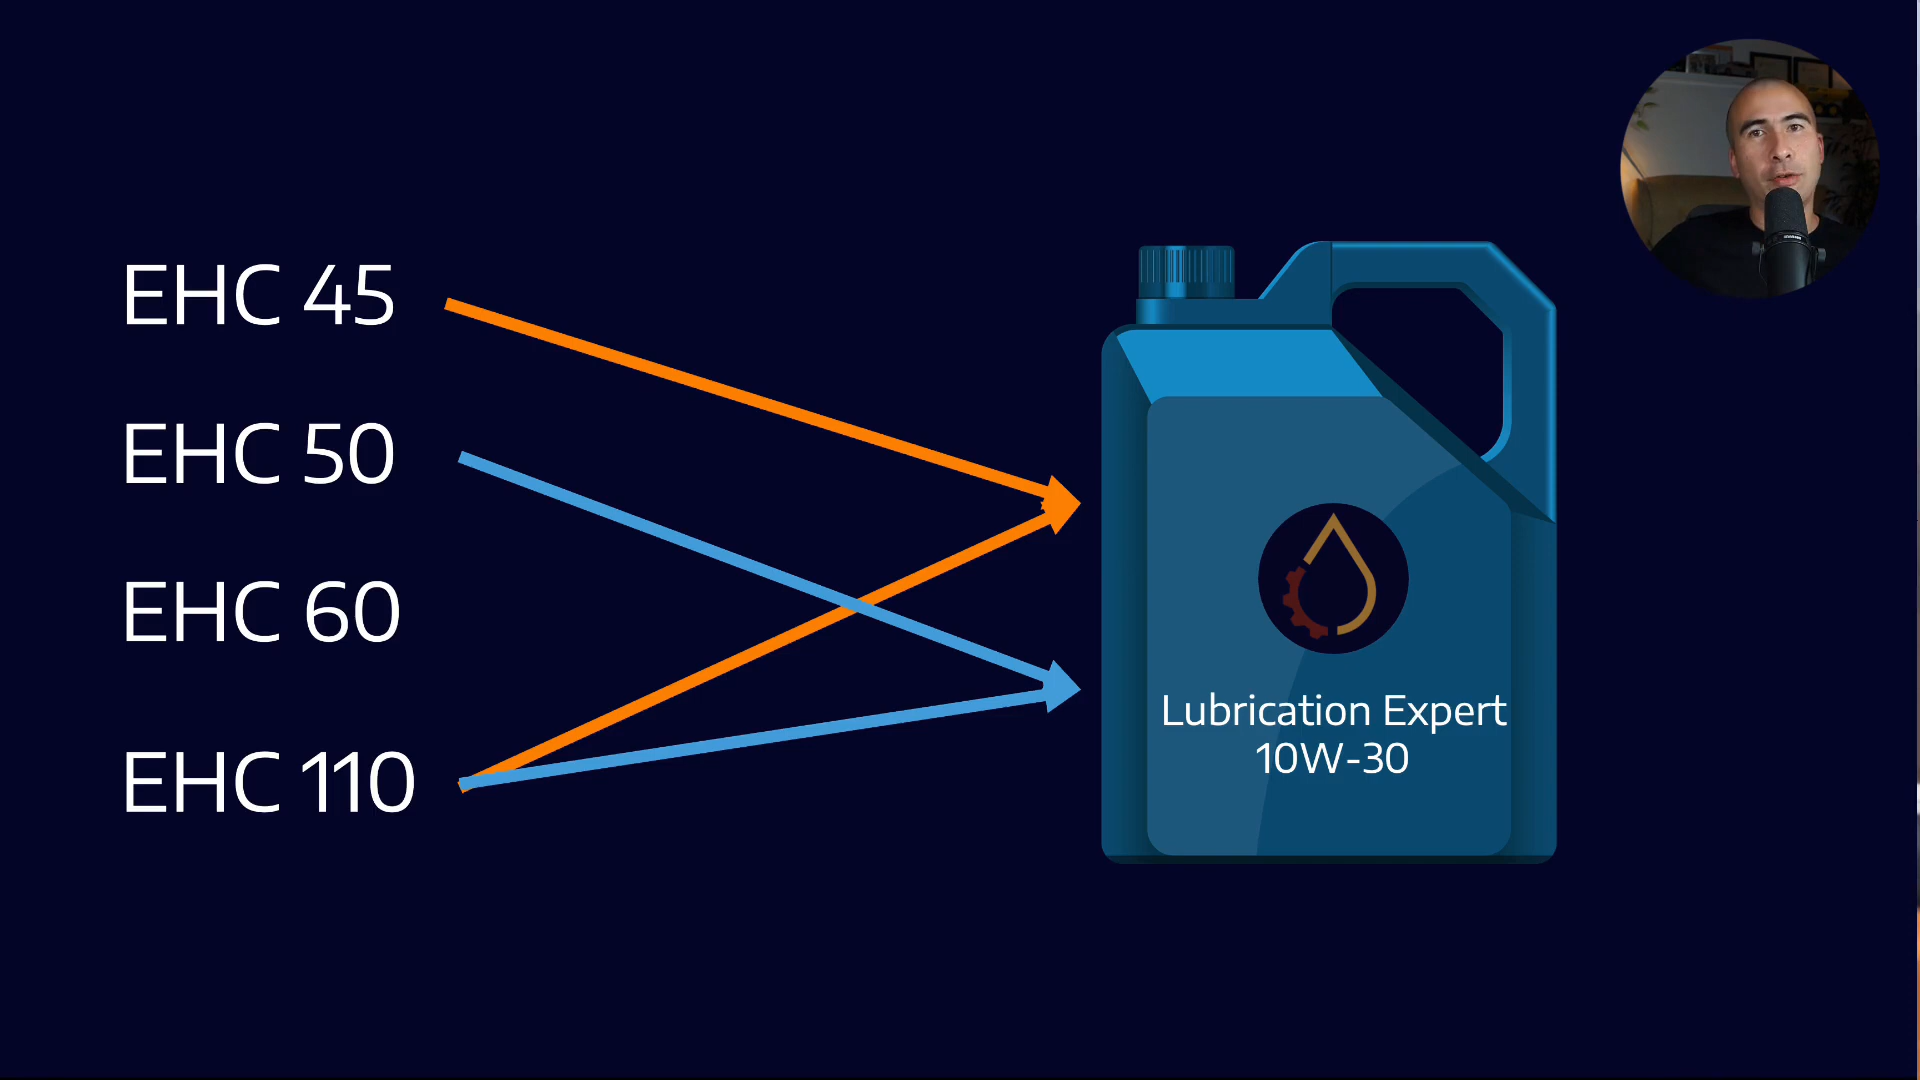 EHC 45
EHC 50
EHC 60
EHC 110
Lubrication Expert
10W-30